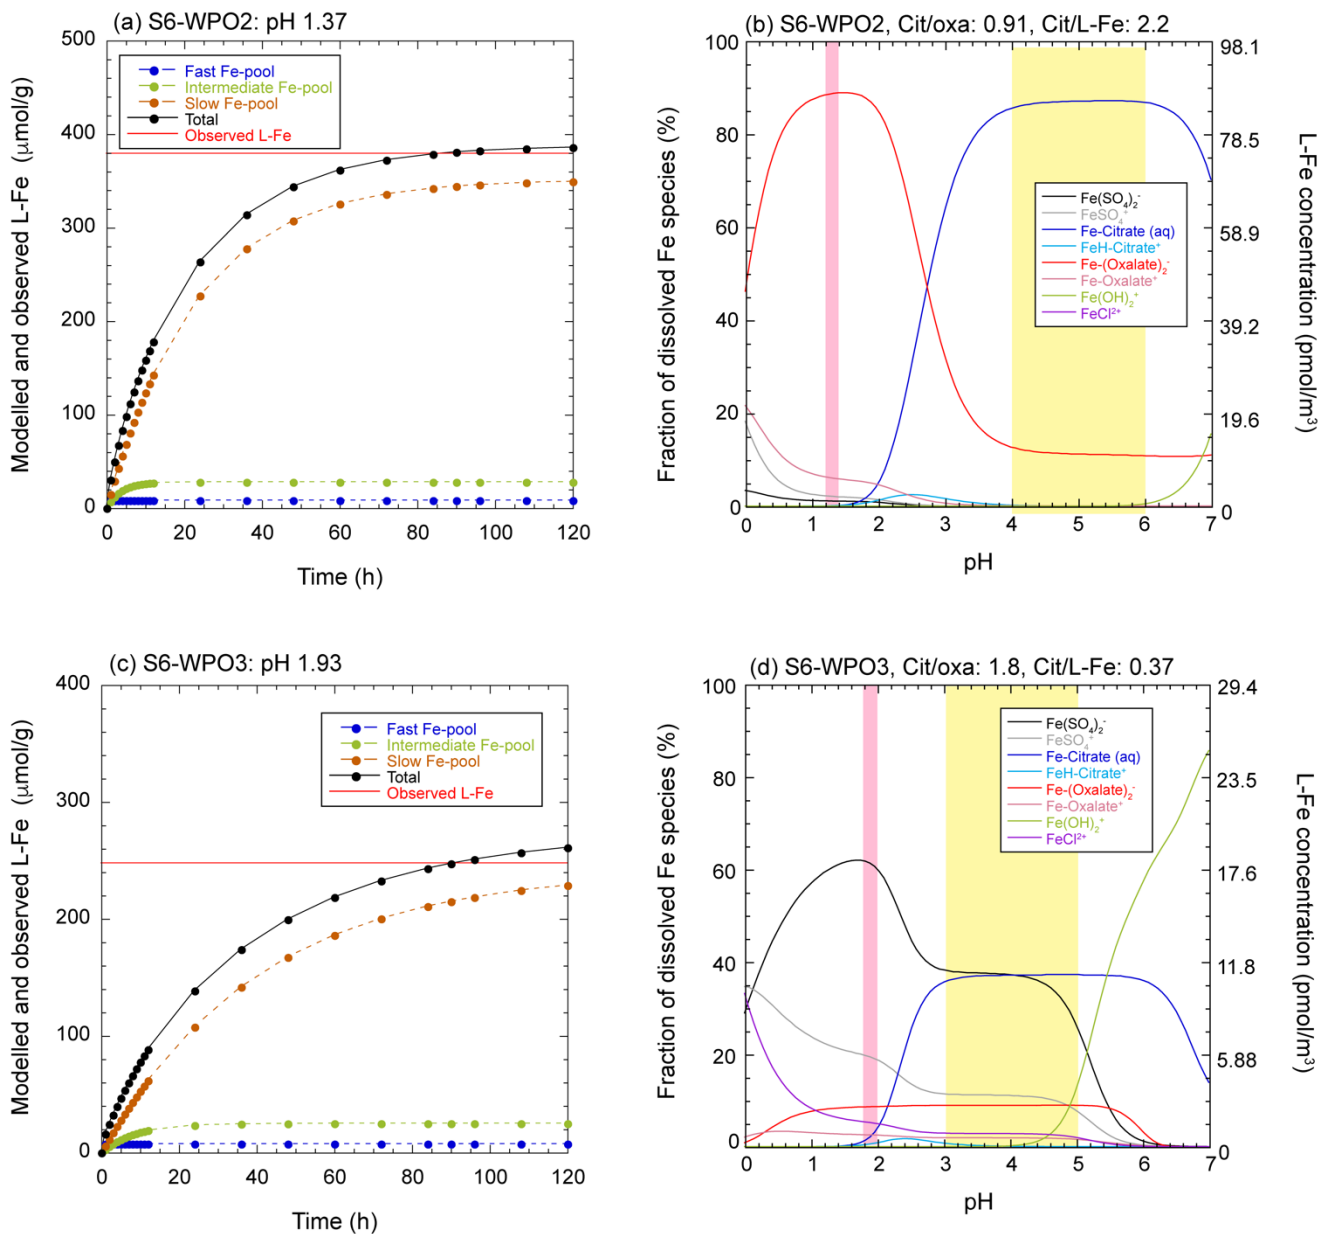 (a) S6-WPO2: pH 1.37
500
400
300
200
100
0
Modelled and observed L-Fe (μmol/g)
Fast Fe-pool
Intermediate Fe-pool
Slow Fe-pool
Total
Observed L-Fe
0 20 40 60 80 100 120
Time (h)
(b) S6-WPO2, Cit/oxa: 0.91, Cit/L-Fe: 2.2
100
80
60
40
20
0
Fraction of dissolved Fe species (%)
Fe(SO₄)₂⁻
FeSO₄⁺
Fe-Citrate (aq)
FeH-Citrate⁺
Fe-(Oxalate)₂⁻
Fe-Oxalate⁺
Fe(OH)₂⁺
FeCl²⁺
98.1
78.5
58.9
39.2
19.6
0
L-Fe concentration (pmol/m³)
0 1 2 3 4 5 6 7
pH
(c) S6-WPO3: pH 1.93
400
300
200
100
0
Modelled and observed L-Fe (μmol/g)
Fast Fe-pool
Intermediate Fe-pool
Slow Fe-pool
Total
Observed L-Fe
0 20 40 60 80 100 120
Time (h)
(d) S6-WPO3, Cit/oxa: 1.8, Cit/L-Fe: 0.37
100
80
60
40
20
0
Fraction of dissolved Fe species (%)
Fe(SO₄)₂⁻
FeSO₄⁺
Fe-Citrate (aq)
FeH-Citrate⁺
Fe-(Oxalate)₂⁻
Fe-Oxalate⁺
Fe(OH)₂⁺
FeCl²⁺
29.4
23.5
17.6
11.8
5.88
0
L-Fe concentration (pmol/m³)
0 1 2 3 4 5 6 7
pH